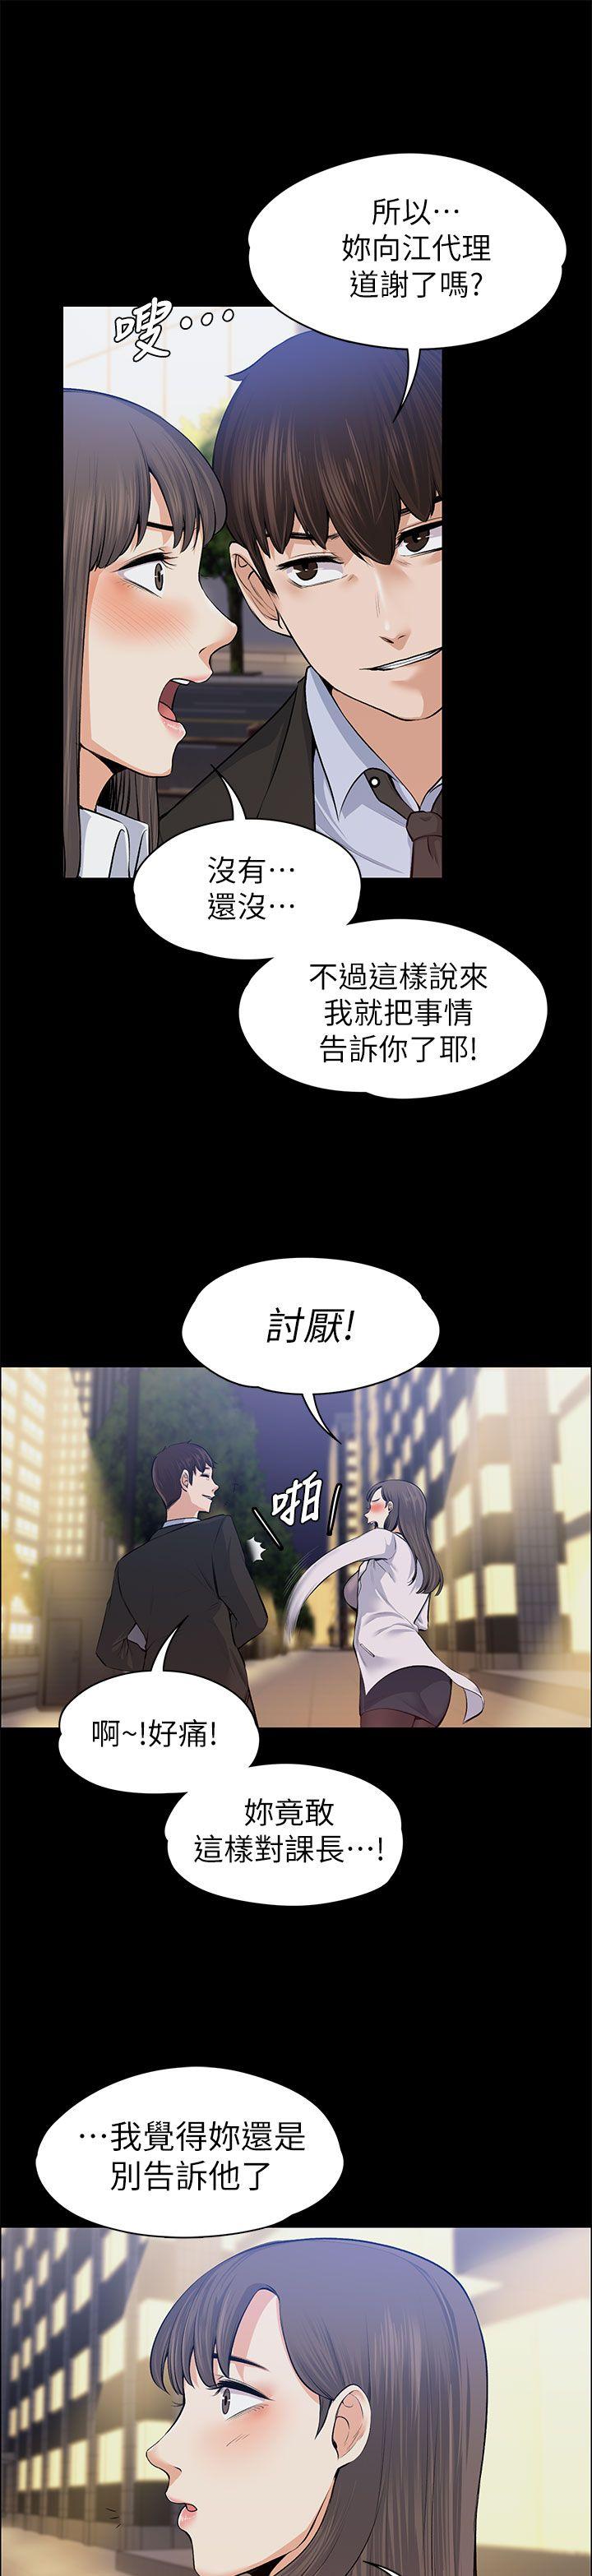 所以…
妳向江代理
道謝了嗎?
嗖…
沒有…
還沒…
不過這樣說來
我就把事情
告訴你了耶!
討厭!
啪
啊~!好痛!
妳竟敢
這樣對課長…!
…我覺得妳還是
別告訴他了